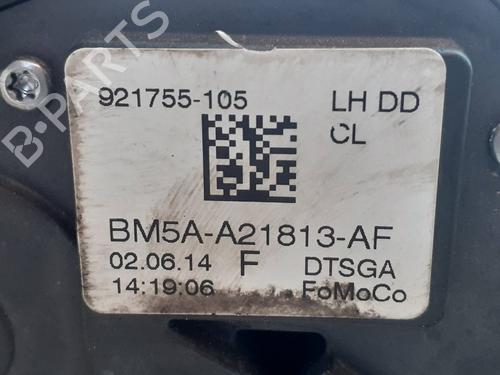 921755-105 LH DD
CL
BM5A-A21813-AF
02.06.14 F DTSGA
14:19:06 FoMoCo
B-PARTS